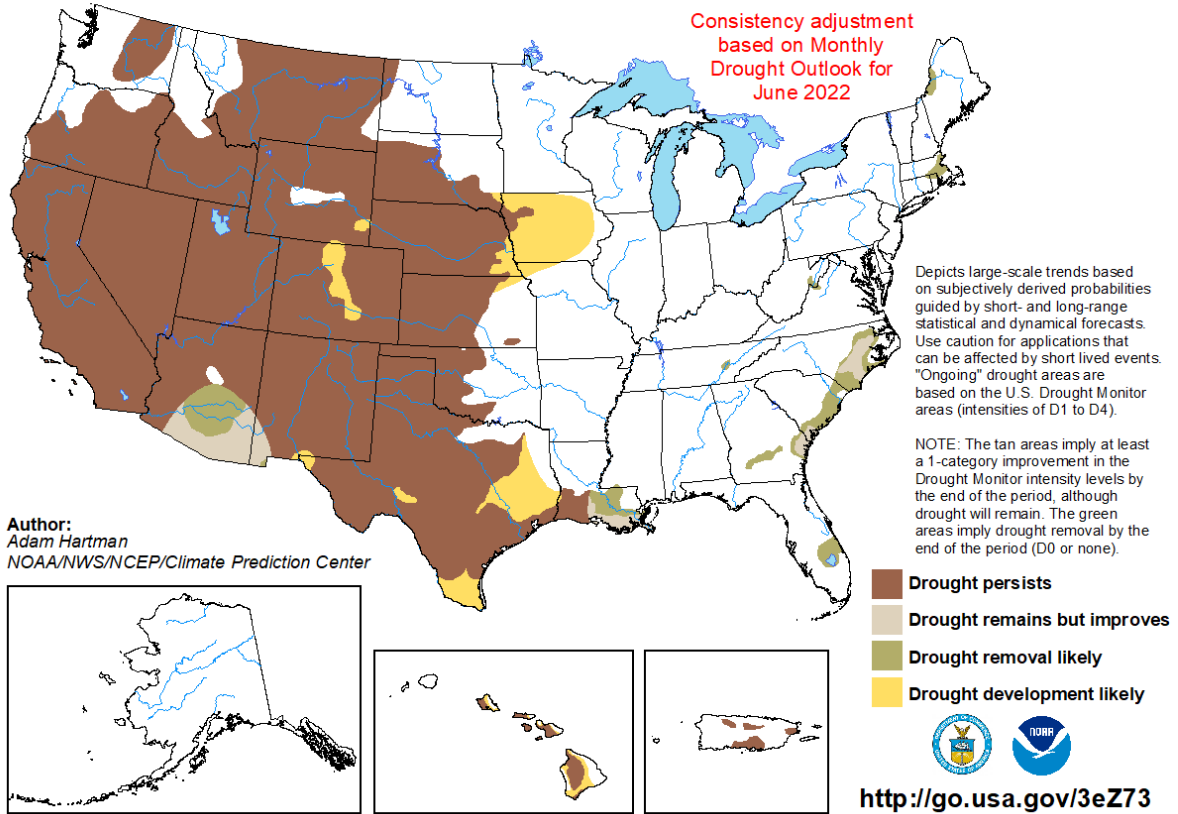 Consistency adjustment
based on Monthly
Drought Outlook for
June 2022
Depicts large-scale trends based
on subjectively derived probabilities
guided by short- and long-range
statistical and dynamical forecasts.
Use caution for applications that
can be affected by short lived events.
"Ongoing" drought areas are
based on the U.S. Drought Monitor
areas (intensities of D1 to D4).
NOTE: The tan areas imply at least
a 1-category improvement in the
Drought Monitor intensity levels by
the end of the period, although
drought will remain. The green
areas imply drought removal by the
end of the period (D0 or none).
Author:
Adam Hartman
NOAA/NWS/NCEP/Climate Prediction Center
Drought persists
Drought remains but improves
Drought removal likely
Drought development likely
NOAA
http://go.usa.gov/3eZ73